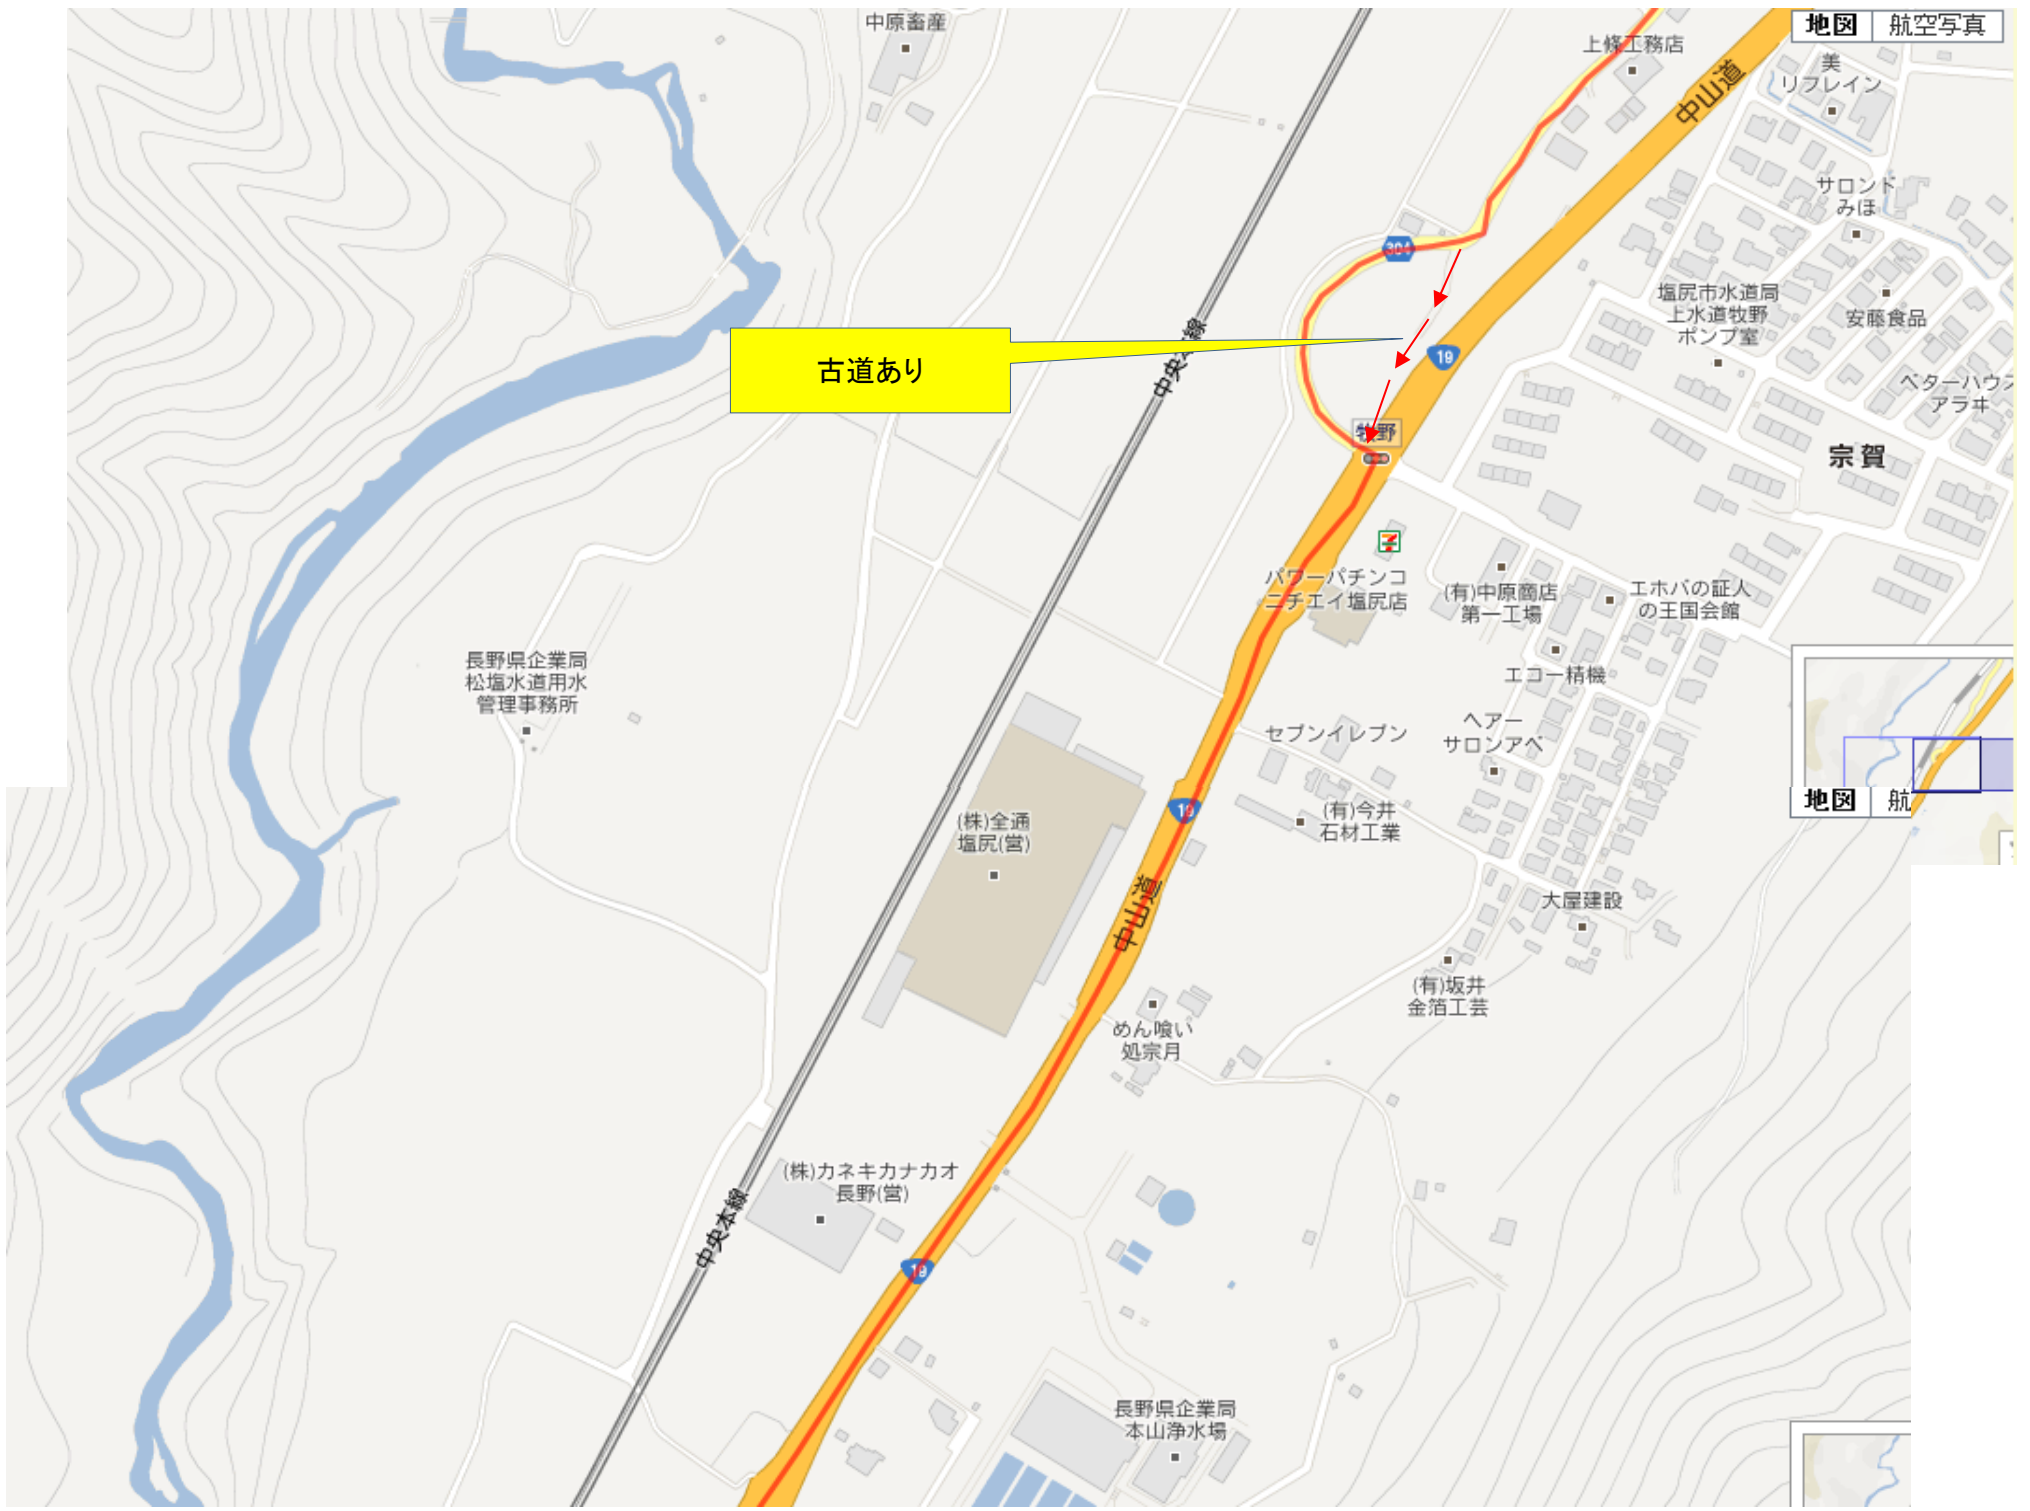 中原畜産
上條工務店
地図 航空写真
美
リフレイン
中山道
サロンド
みほ
304
塩尻市水道局
上水道牧野
ポンプ室
安藤食品
古道あり
中央本線
19
ベターハウス
アラヰ
牧野
宗賀
パワーパチンコ
ニチエイ塩尻店
(有)中原商店
第一工場
エホバの証人
の王国会館
長野県企業局
松塩水道用水
管理事務所
エコー精機
セブンイレブン
ヘアー
サロンアベ
(株)全通
塩尻(営)
19
(有)今井
石材工業
地図 航
中山道
大屋建設
(有)坂井
金箔工芸
めん喰い
処宗月
(株)カネキカナカオ
長野(営)
中央本線
19
長野県企業局
本山浄水場